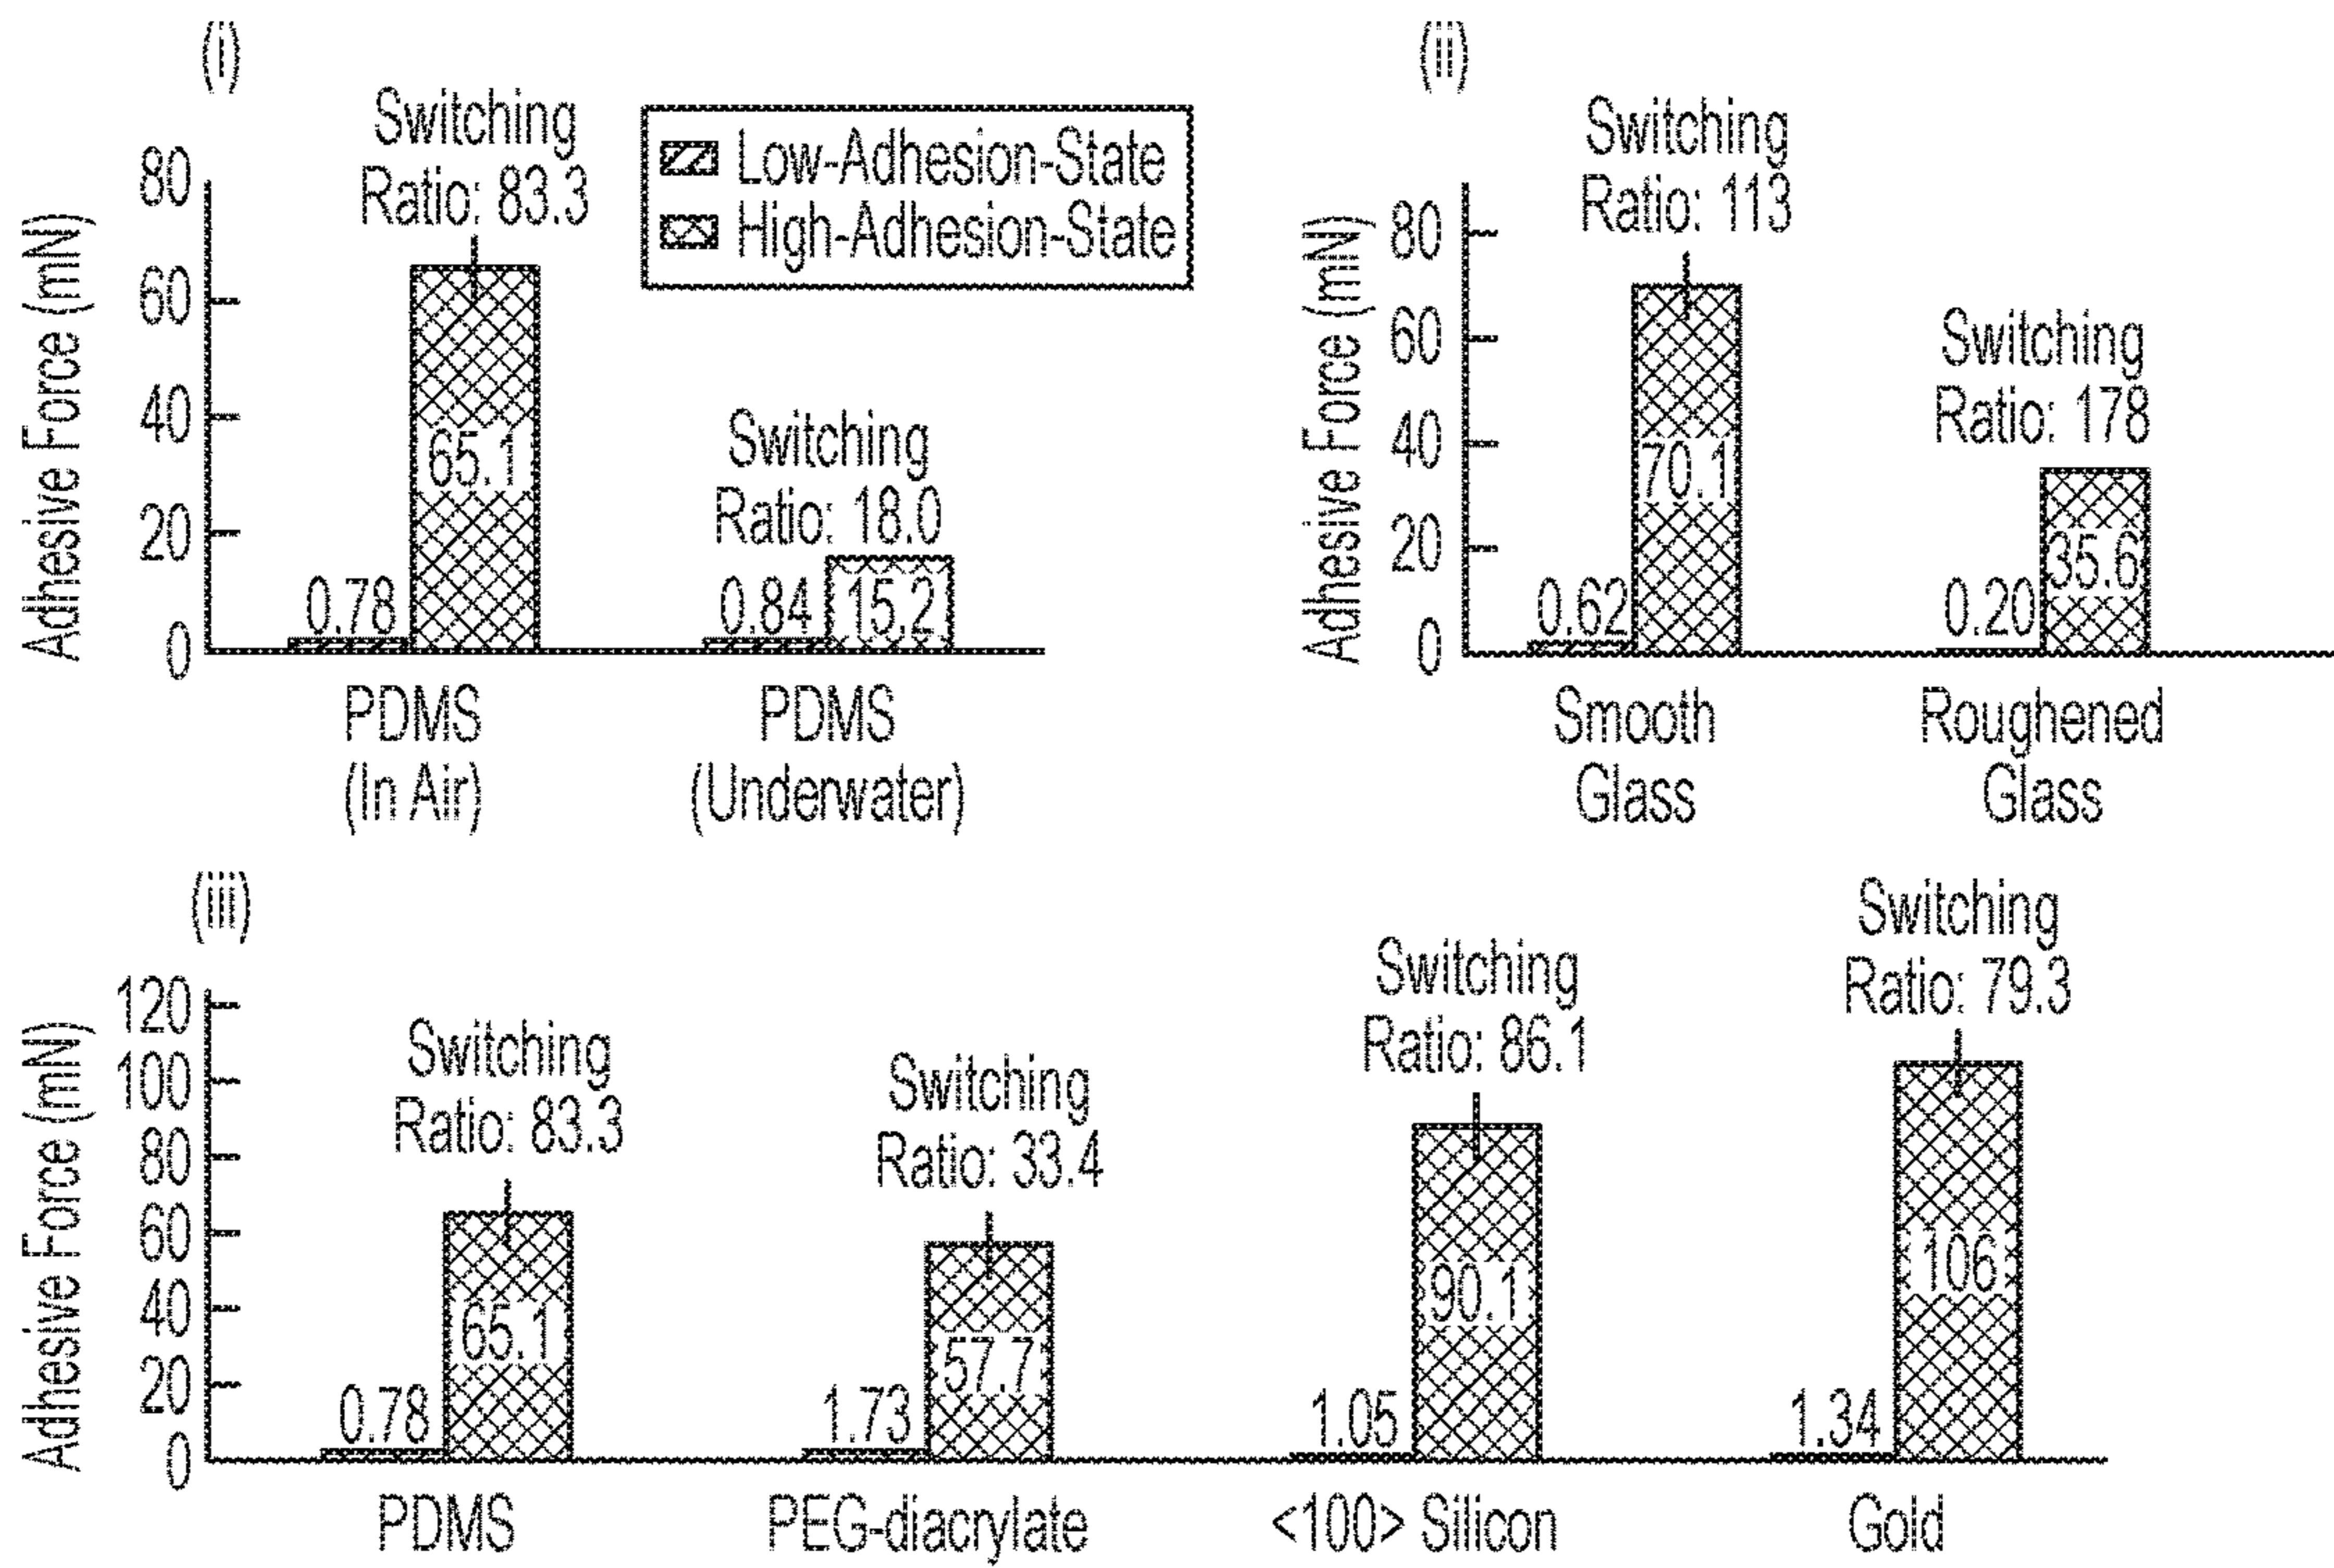 (i)
Switching
Ratio: 83.3
Low-Adhesion-State
High-Adhesion-State
Adhesive Force (mN)
80
60
40
20
0
65.1
0.78
Switching
Ratio: 18.0
0.84
15.2
PDMS
(In Air)
PDMS
(Underwater)
(ii)
Switching
Ratio: 113
Adhesive Force (mN)
80
60
40
20
0
70.1
0.62
Switching
Ratio: 178
0.20
35.6
Smooth
Glass
Roughened
Glass
(iii)
Adhesive Force (mN)
120
100
80
60
40
20
0
Switching
Ratio: 83.3
0.78
65.1
Switching
Ratio: 33.4
1.73
57.7
Switching
Ratio: 86.1
1.05
90.1
Switching
Ratio: 79.3
1.34
106
PDMS
PEG-diacrylate
<100> Silicon
Gold